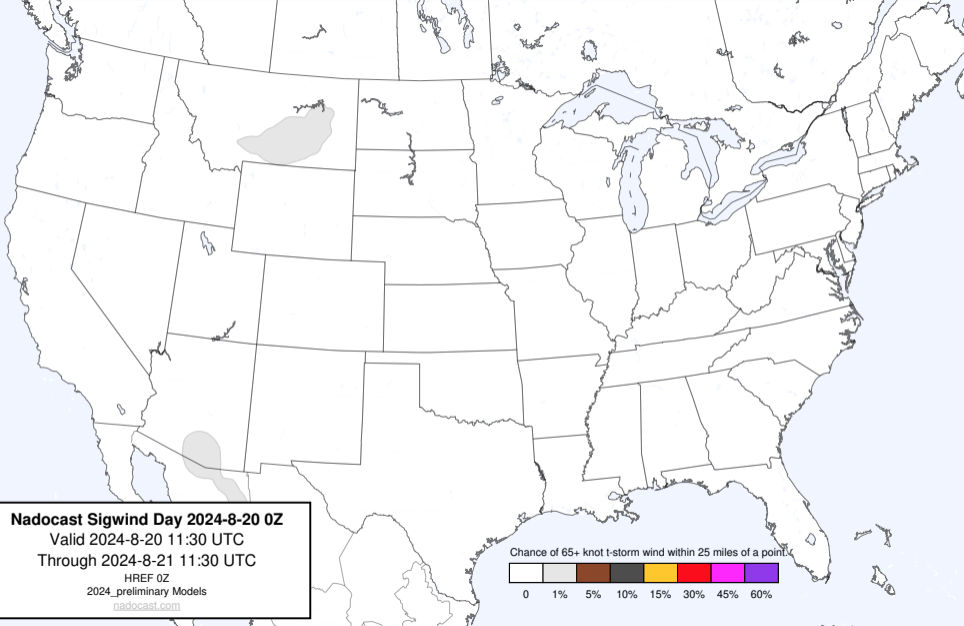 Nadocast Sigwind Day 2024-8-20 0Z
Valid 2024-8-20 11:30 UTC
Through 2024-8-21 11:30 UTC
HREF 0Z
2024_preliminary Models
nadocast.com
Chance of 65+ knot t-storm wind within 25 miles of a point.
0 1% 5% 10% 15% 30% 45% 60%